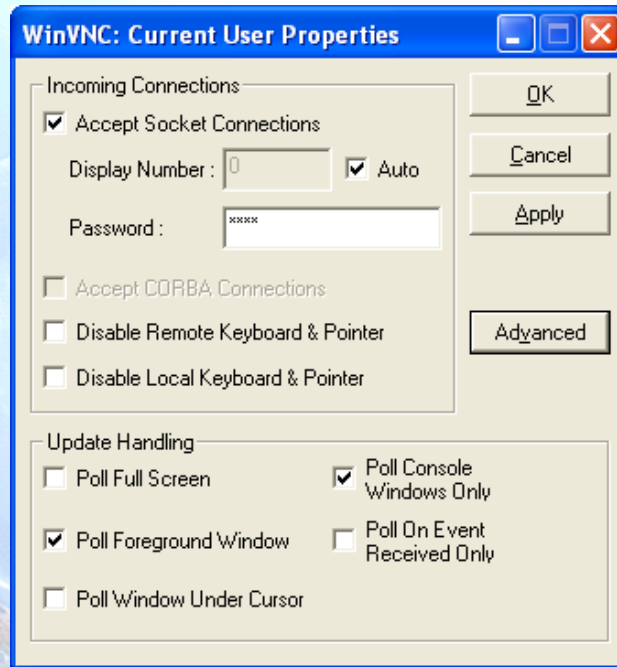 WinVNC: Current User Properties
Incoming Connections
OK
Accept Socket Connections
Display Number : 0 Auto
Cancel
Password : ****
Apply
Accept CORBA Connections
Disable Remote Keyboard & Pointer
Advanced
Disable Local Keyboard & Pointer
Update Handling
Poll Full Screen
Poll Console
Windows Only
Poll Foreground Window
Poll On Event
Received Only
Poll Window Under Cursor